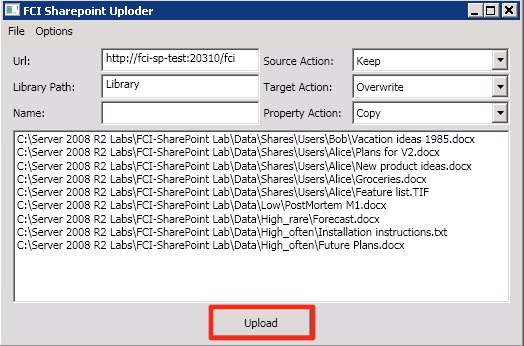 FCI Sharepoint Uploder
File Options
Url: http://fci-sp-test:20310/fci Source Action: Keep
Library Path: Library Target Action: Overwrite
Name: Property Action: Copy
C:\Server 2008 R2 Labs\FCI-SharePoint Lab\Data\Shares\Users\Bob\Vacation ideas 1985.docx
C:\Server 2008 R2 Labs\FCI-SharePoint Lab\Data\Shares\Users\Alice\Plans for V2.docx
C:\Server 2008 R2 Labs\FCI-SharePoint Lab\Data\Shares\Users\Alice\New product ideas.docx
C:\Server 2008 R2 Labs\FCI-SharePoint Lab\Data\Shares\Users\Alice\Groceries.docx
C:\Server 2008 R2 Labs\FCI-SharePoint Lab\Data\Shares\Users\Alice\Feature list.TIF
C:\Server 2008 R2 Labs\FCI-SharePoint Lab\Data\Low\PostMortem M1.docx
C:\Server 2008 R2 Labs\FCI-SharePoint Lab\Data\High_rare\Forecast.docx
C:\Server 2008 R2 Labs\FCI-SharePoint Lab\Data\High_often\Installation instructions.txt
C:\Server 2008 R2 Labs\FCI-SharePoint Lab\Data\High_often\Future Plans.docx
Upload